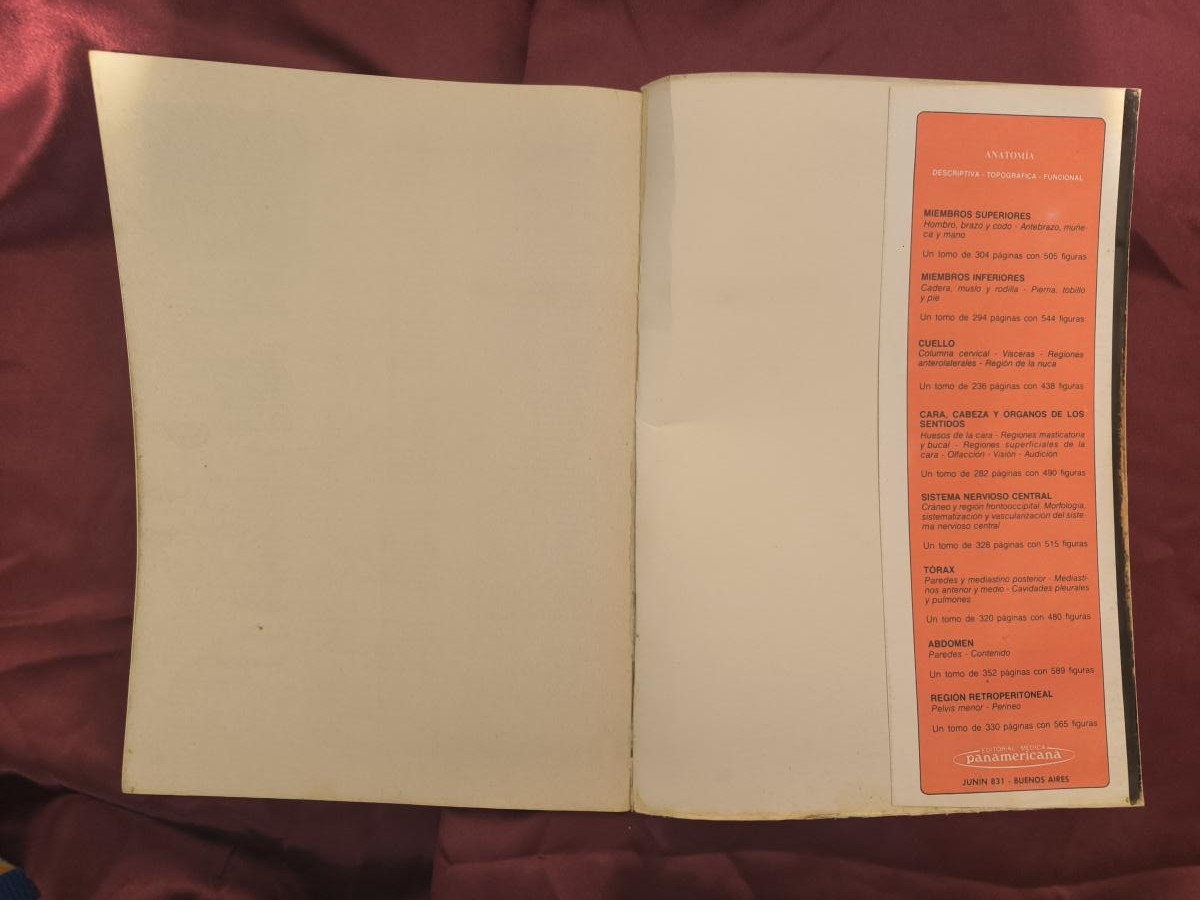 ANATOMIA
DESCRIPTIVA - TOPOGRAFICA - FUNCIONAL
MIEMBROS SUPERIORES
Hombro, brazo y codo - Antebrazo, muñe-
ca y mano
Un tomo de 304 páginas con 505 figuras
MIEMBROS INFERIORES
Cadera, muslo y rodilla - Pierna, tobillo
y pie
Un tomo de 294 páginas con 544 figuras
CUELLO
Columna cervical - Vísceras - Regiones
anterolaterales - Región de la nuca
Un tomo de 236 páginas con 438 figuras
CARA, CABEZA Y ÓRGANOS DE LOS
SENTIDOS
Huesos de la cara - Regiones masticatoria
y bucal - Regiones superficiales de la
cara - Olfacción - Visión - Audición
Un tomo de 282 páginas con 490 figuras
SISTEMA NERVIOSO CENTRAL
Cráneo y región frontooccipital. Morfología,
sistematización y vascularización del siste-
ma nervioso central
Un tomo de 328 páginas con 515 figuras
TÓRAX
Paredes y mediastino posterior - Mediasti-
nos anterior y medio - Cavidades pleurales
y pulmones
Un tomo de 320 páginas con 480 figuras
ABDOMEN
Paredes - Contenido
Un tomo de 352 páginas con 589 figuras
REGIÓN RETROPERITONEAL
Pelvis menor - Perineo
Un tomo de 330 páginas con 565 figuras
EDITORIAL MEDICA
panamericana
JUNIN 831 - BUENOS AIRES